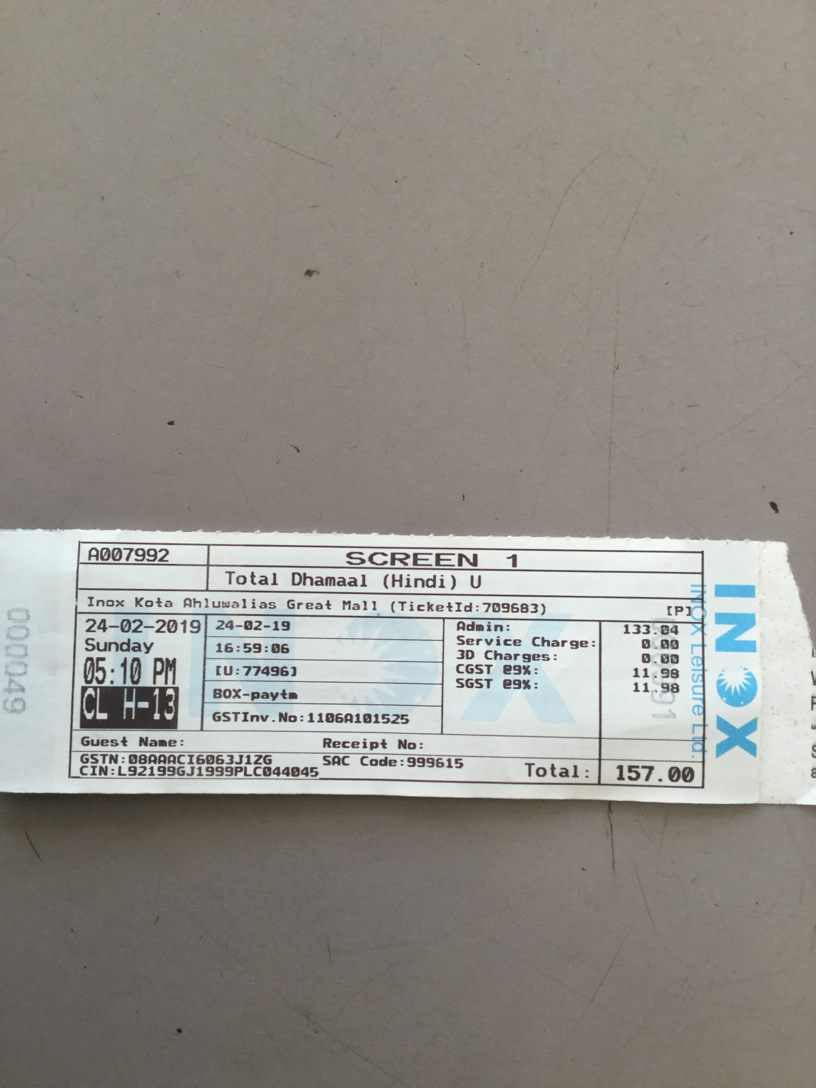 A007992 SCREEN 1
Total Dhamaal (Hindi) U
Inox Kota Ahluwalias Great Mall (TicketId:709683) [P]
24-02-2019
Sunday
05:10 PM
CL H-13
24-02-19
16:59:06
[U:77496]
BOX-paytm
GSTInv.No:1106A101525
Admin: 133.04
Service Charge: 0.00
3D Charges: 0.00
CGST @9%: 11.98
SGST @9%: 11.98
Guest Name: Receipt No:
GSTN:08AAACI6063J1ZG SAC Code:999615
CIN:L92199GJ1999PLC044045
Total: 157.00
INOX
INOX Leisure Ltd.
000049